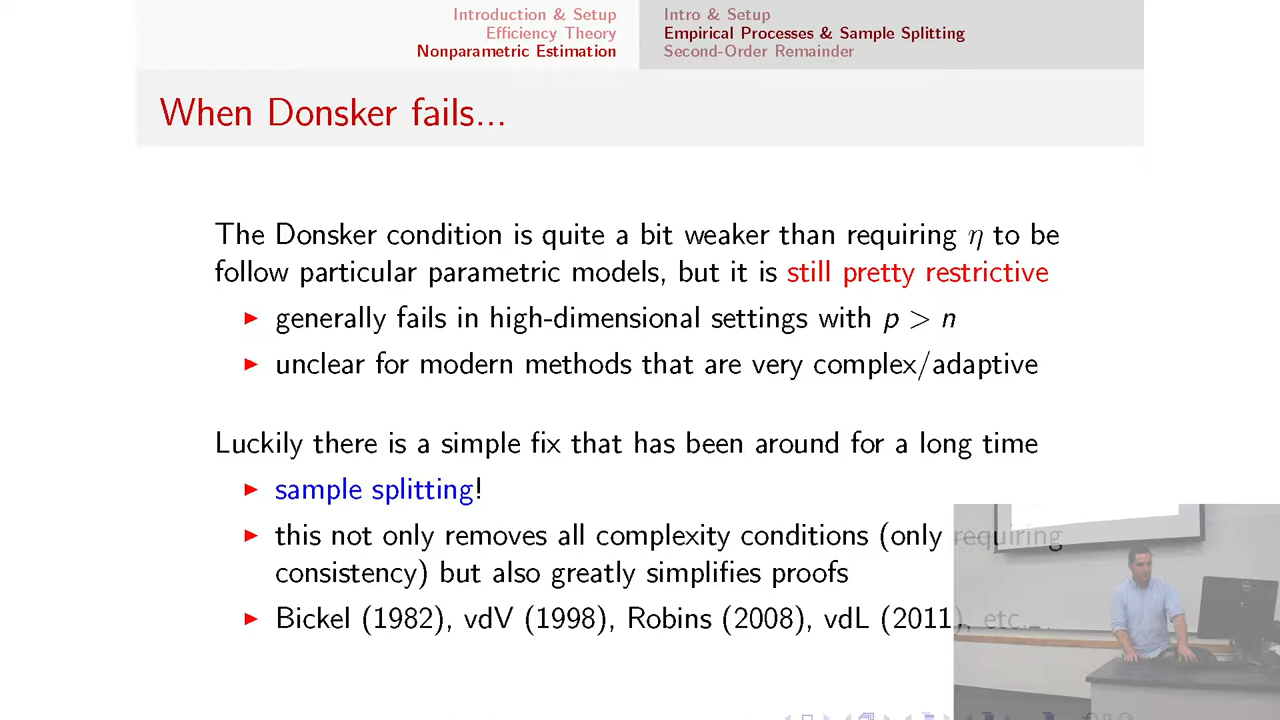 Introduction & Setup
Efficiency Theory
Nonparametric Estimation
Intro & Setup
Empirical Processes & Sample Splitting
Second-Order Remainder
When Donsker fails...
The Donsker condition is quite a bit weaker than requiring η to be
follow particular parametric models, but it is still pretty restrictive
► generally fails in high-dimensional settings with p > n
► unclear for modern methods that are very complex/adaptive
Luckily there is a simple fix that has been around for a long time
► sample splitting!
► this not only removes all complexity conditions (only requiring
consistency) but also greatly simplifies proofs
► Bickel (1982), vdV (1998), Robins (2008), vdL (2011), etc...